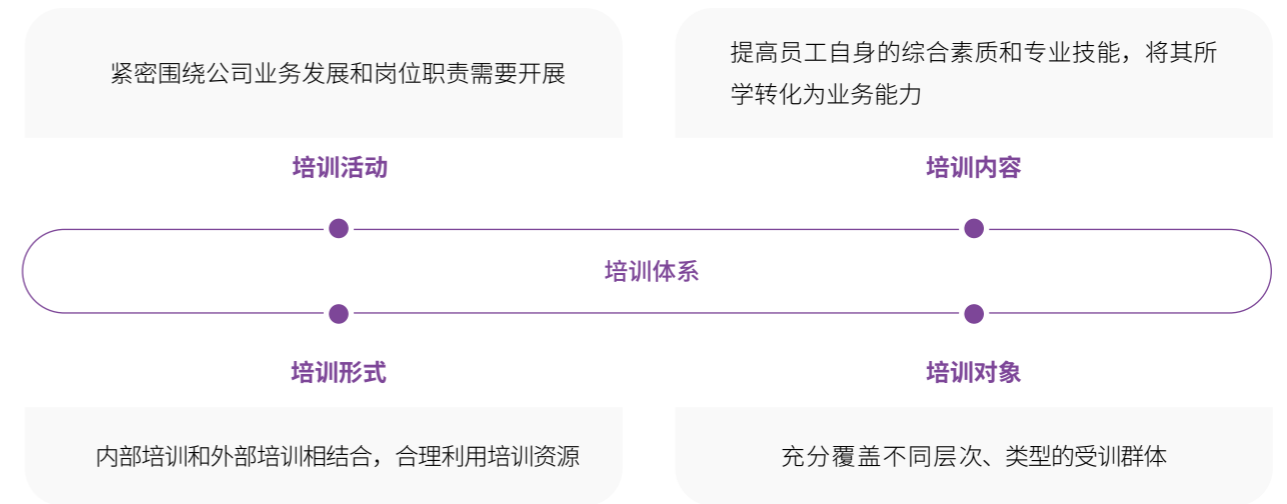 紧密围绕公司业务发展和岗位职责需要开展
提高员工自身的综合素质和专业技能，将其所
学转化为业务能力
培训活动
培训内容
培训体系
培训形式
培训对象
内部培训和外部培训相结合，合理利用培训资源
充分覆盖不同层次、类型的受训群体